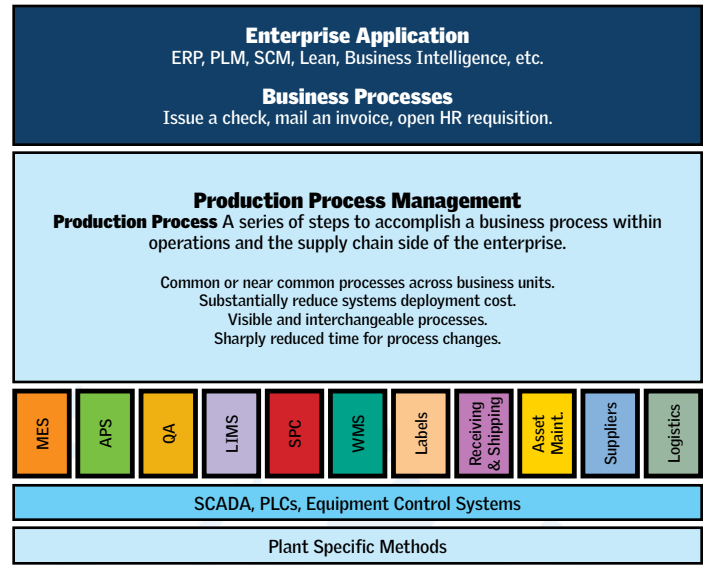 Enterprise Application
ERP, PLM, SCM, Lean, Business Intelligence, etc.
Business Processes
Issue a check, mail an invoice, open HR requisition.
Production Process Management
Production Process A series of steps to accomplish a business process within
operations and the supply chain side of the enterprise.
Common or near common processes across business units.
Substantially reduce systems deployment cost.
Visible and interchangeable processes.
Sharply reduced time for process changes.
MES
APS
QA
LIMS
SPC
WMS
Labels
Receiving
& Shipping
Asset
Maint.
Suppliers
Logistics
SCADA, PLCs, Equipment Control Systems
Plant Specific Methods